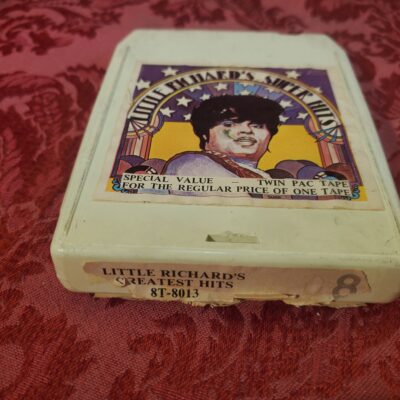 LITTLE RICHARD'S SUPER HITS
SPECIAL VALUE TWIN PAC TAPE
FOR THE REGULAR PRICE OF ONE TAPE
LITTLE RICHARD'S
GREATEST HITS
8T-8013
8